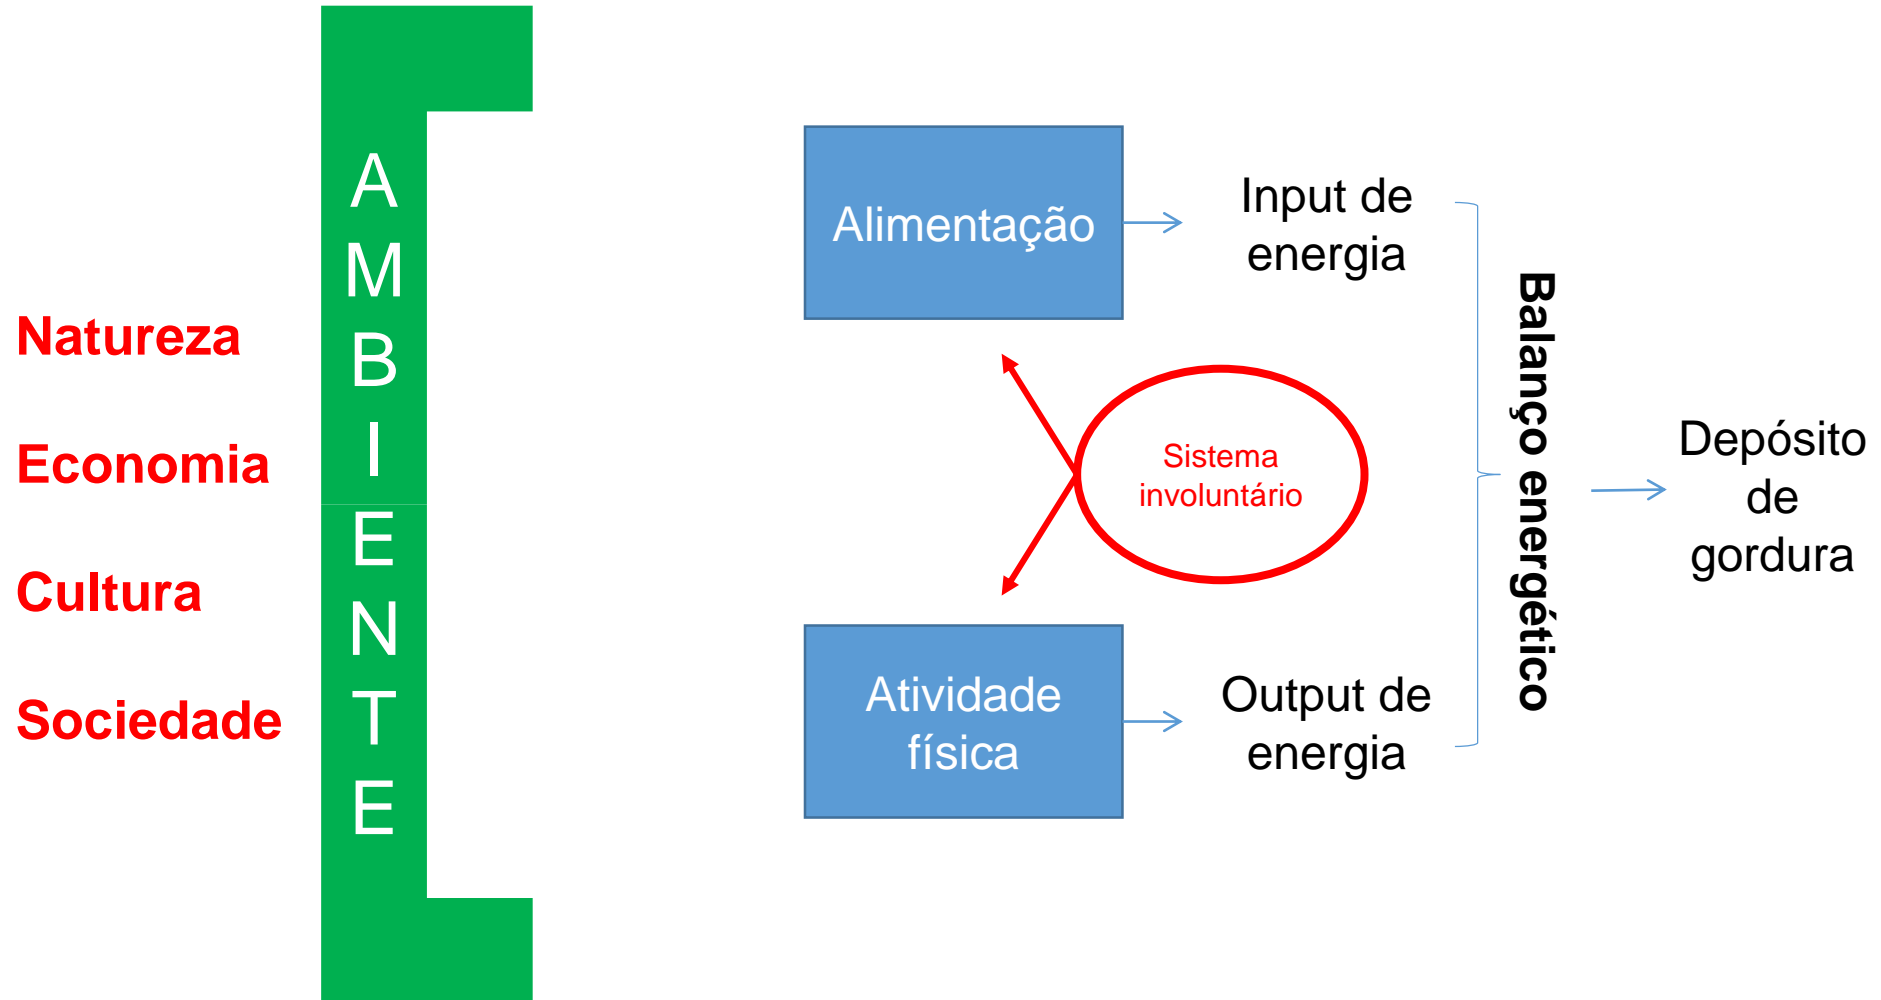 Natureza
Economia
Cultura
Sociedade
A
M
B
I
E
N
T
E
Alimentação
Input de
energia
Sistema
involuntário
Atividade
física
Output de
energia
Balanço energético
Depósito
de
gordura